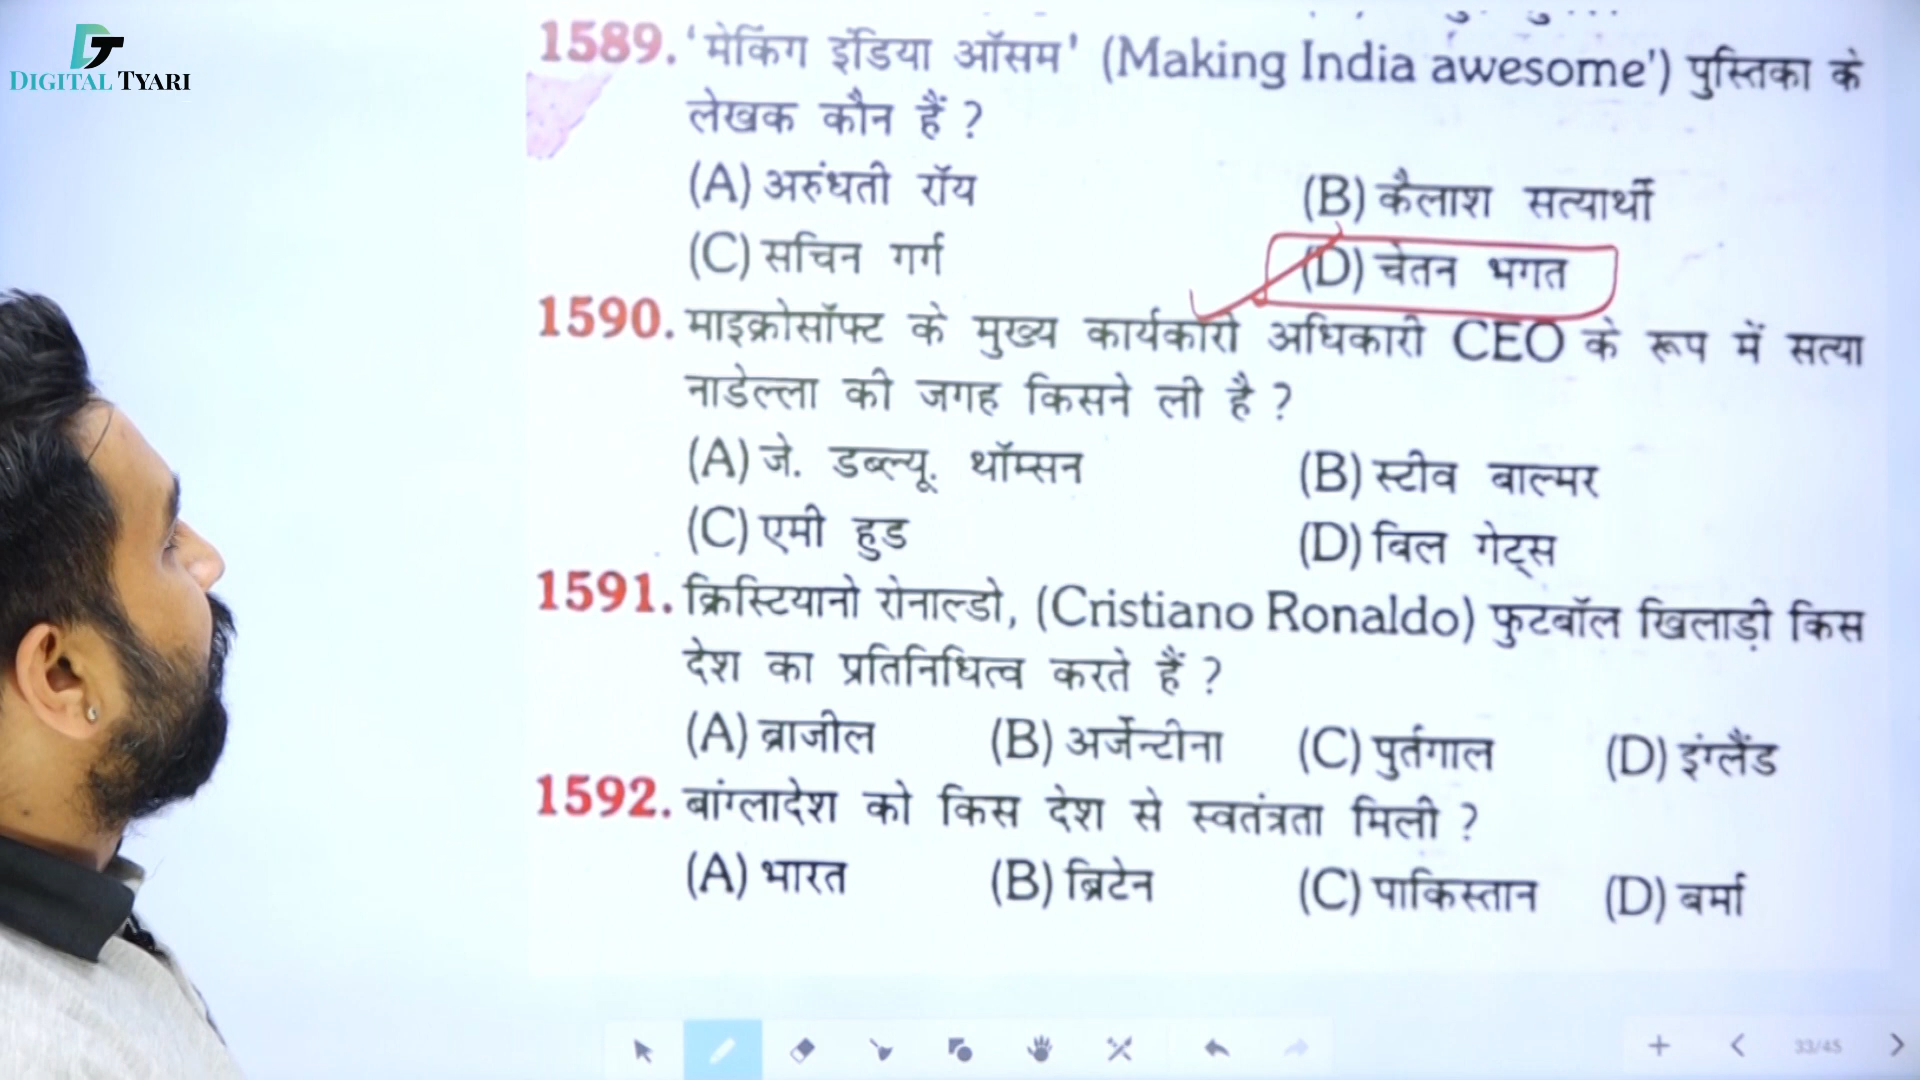 DIGITAL TYARI
1589. 'मेकिंग इंडिया ऑसम' (Making India awesome') पुस्तिका के
लेखक कौन हैं ?
(A) अरुंधती रॉय (B) कैलाश सत्यार्थी
(C) सचिन गर्ग (D) चेतन भगत
1590. माइक्रोसॉफ्ट के मुख्य कार्यकारी अधिकारी CEO के रूप में सत्या
नाडेल्ला की जगह किसने ली है ?
(A) जे. डब्ल्यू. थॉम्सन (B) स्टीव बाल्मर
(C) एमी हुड (D) बिल गेट्स
1591. क्रिस्टियानो रोनाल्डो, (Cristiano Ronaldo) फुटबॉल खिलाड़ी किस
देश का प्रतिनिधित्व करते हैं ?
(A) ब्राजील (B) अर्जेन्टीना (C) पुर्तगाल (D) इंग्लैंड
1592. बांग्लादेश को किस देश से स्वतंत्रता मिली ?
(A) भारत (B) ब्रिटेन (C) पाकिस्तान (D) बर्मा
33/45